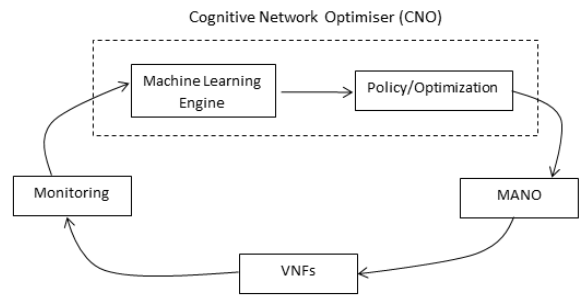 Cognitive Network Optimiser (CNO)
Machine Learning
Engine
Policy/Optimization
Monitoring
MANO
VNFs